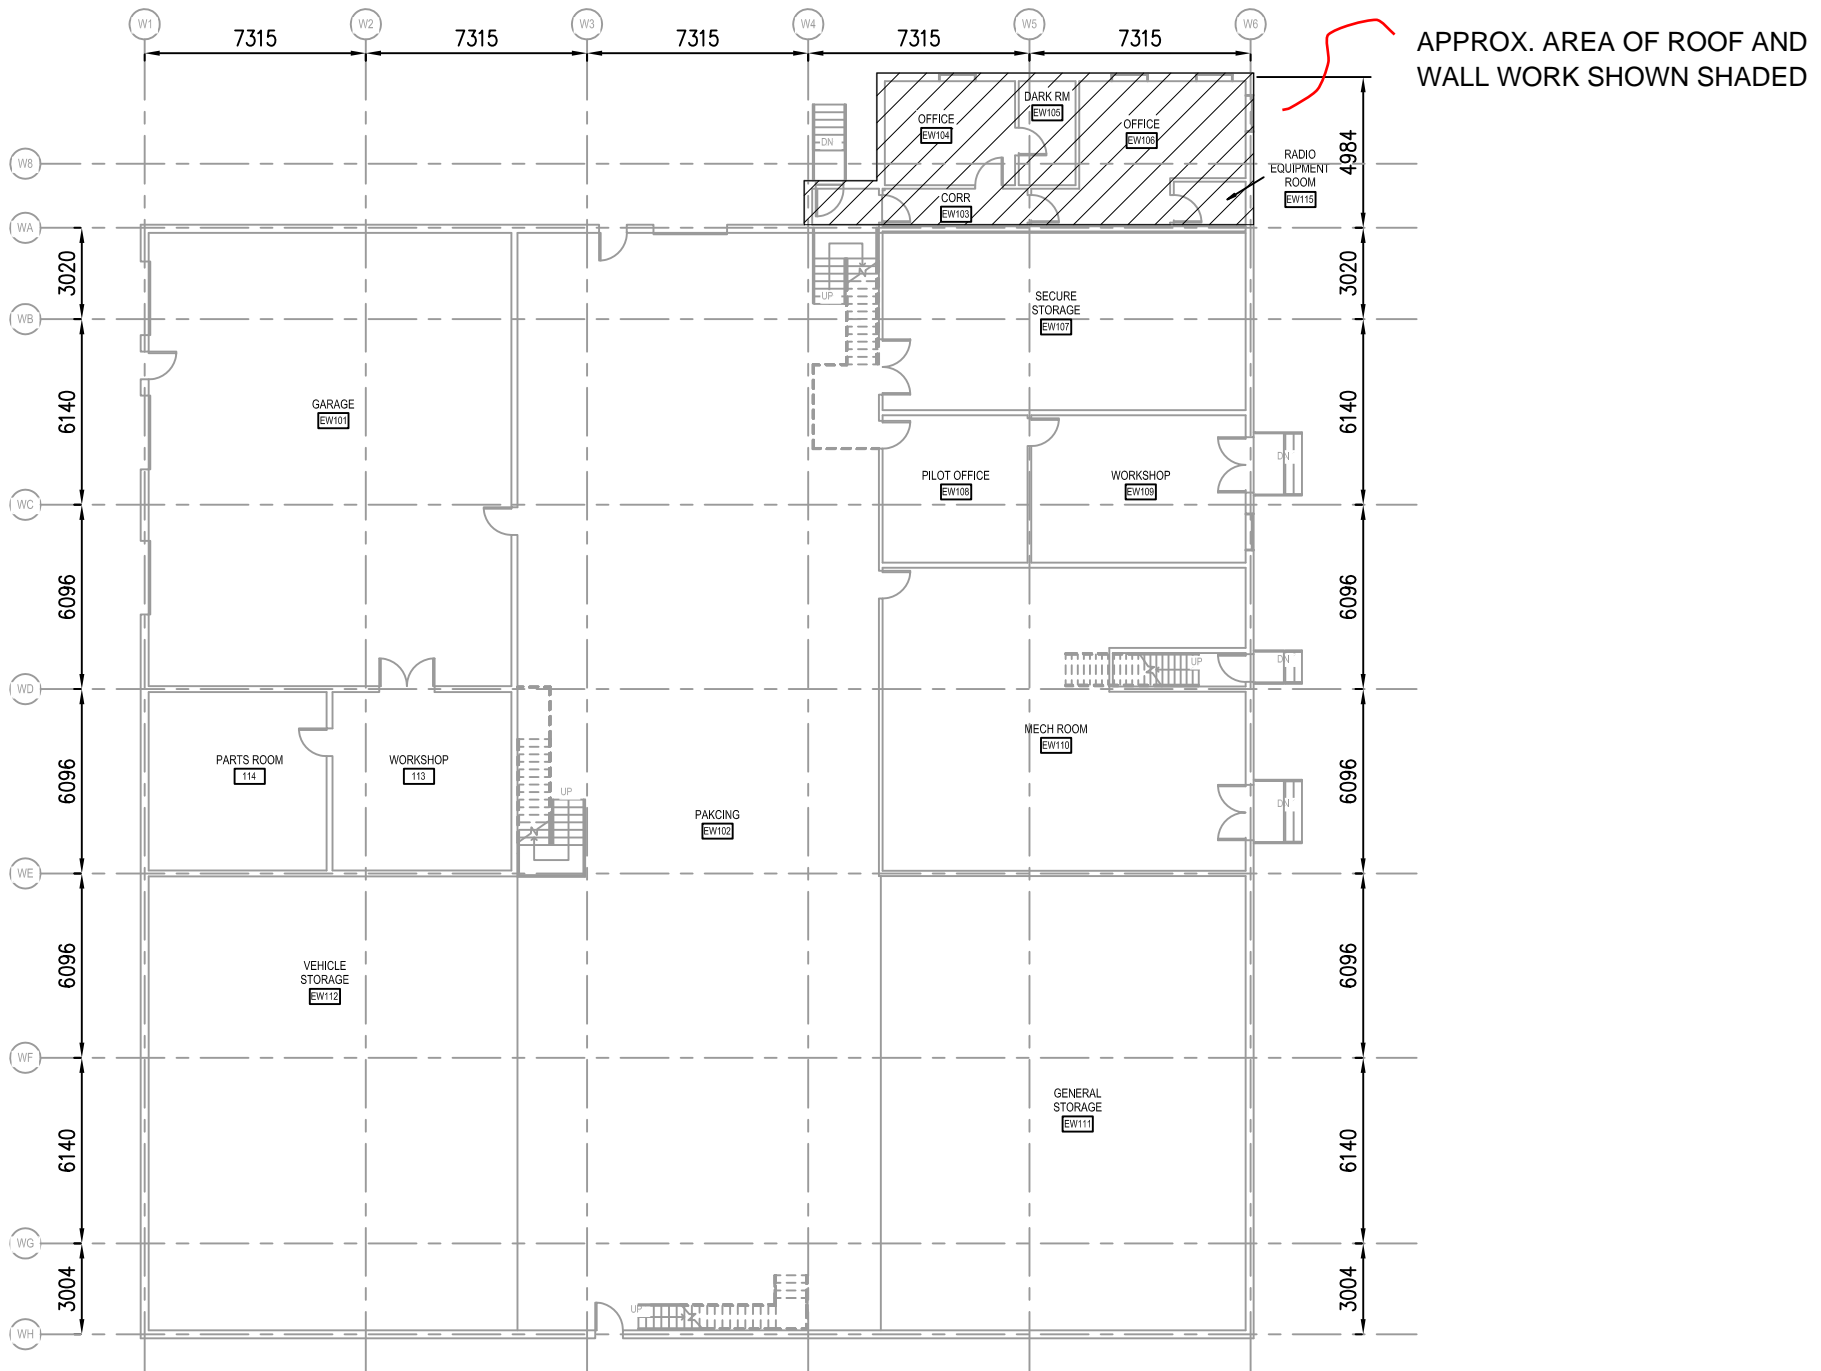 W1
W2
W3
W4
W5
W6
7315
7315
7315
7315
7315
APPROX. AREA OF ROOF AND
WALL WORK SHOWN SHADED
DARK RM
EW105
OFFICE
EW104
OFFICE
EW106
DN
4984
W8
RADIO
EQUIPMENT
ROOM
EW115
CORR
EW103
WA
3020
3020
UP
SECURE
STORAGE
EW107
WB
GARAGE
EW101
6140
6140
PILOT OFFICE
EW108
WORKSHOP
EW109
DN
WC
6096
6096
UP
DN
WD
MECH ROOM
EW110
PARTS ROOM
114
WORKSHOP
113
6096
6096
UP
DN
PAKCING
EW102
WE
6096
6096
VEHICLE
STORAGE
EW112
WF
GENERAL
STORAGE
EW111
6140
6140
WG
3004
3004
UP
WH